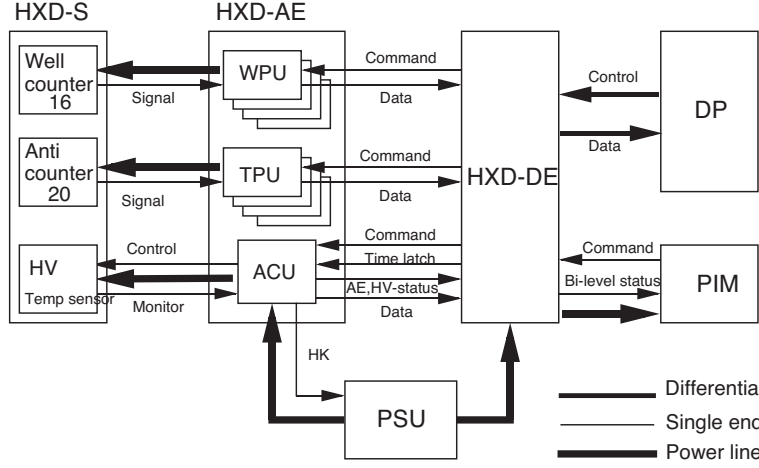 HXD-S
HXD-AE
Well
counter
16
Signal
WPU
Command
Data
Anti
counter
20
Signal
TPU
Command
Data
HXD-DE
Control
Data
DP
HV
Temp sensor
Control
Monitor
ACU
Command
Time latch
AE,HV-status
Data
Command
Bi-level status
PIM
HK
PSU
Differentia
Single end
Power line